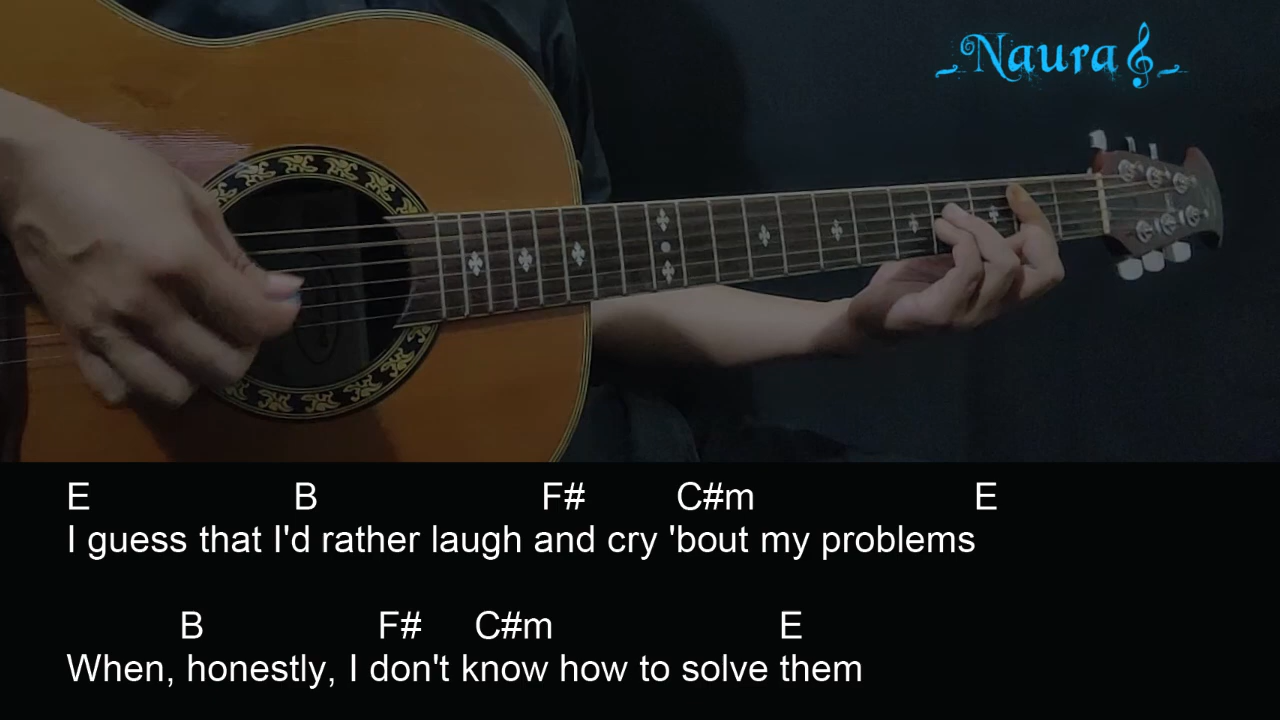 Naura
E B F# C#m E
I guess that I'd rather laugh and cry 'bout my problems
B F# C#m E
When, honestly, I don't know how to solve them